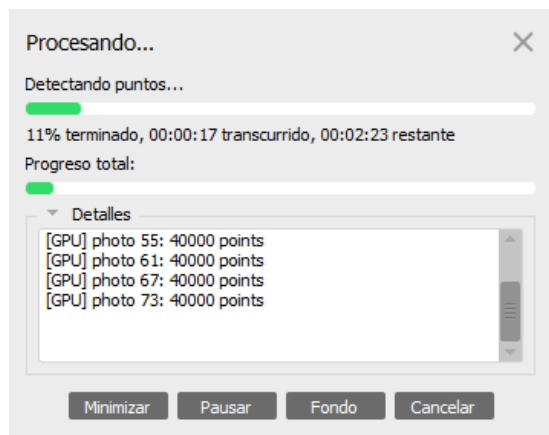 Procesando...
Detectando puntos...
11% terminado, 00:00:17 transcurrido, 00:02:23 restante
Progreso total:
Detalles
[GPU] photo 55: 40000 points
[GPU] photo 61: 40000 points
[GPU] photo 67: 40000 points
[GPU] photo 73: 40000 points
Minimizar Pausar Fondo Cancelar